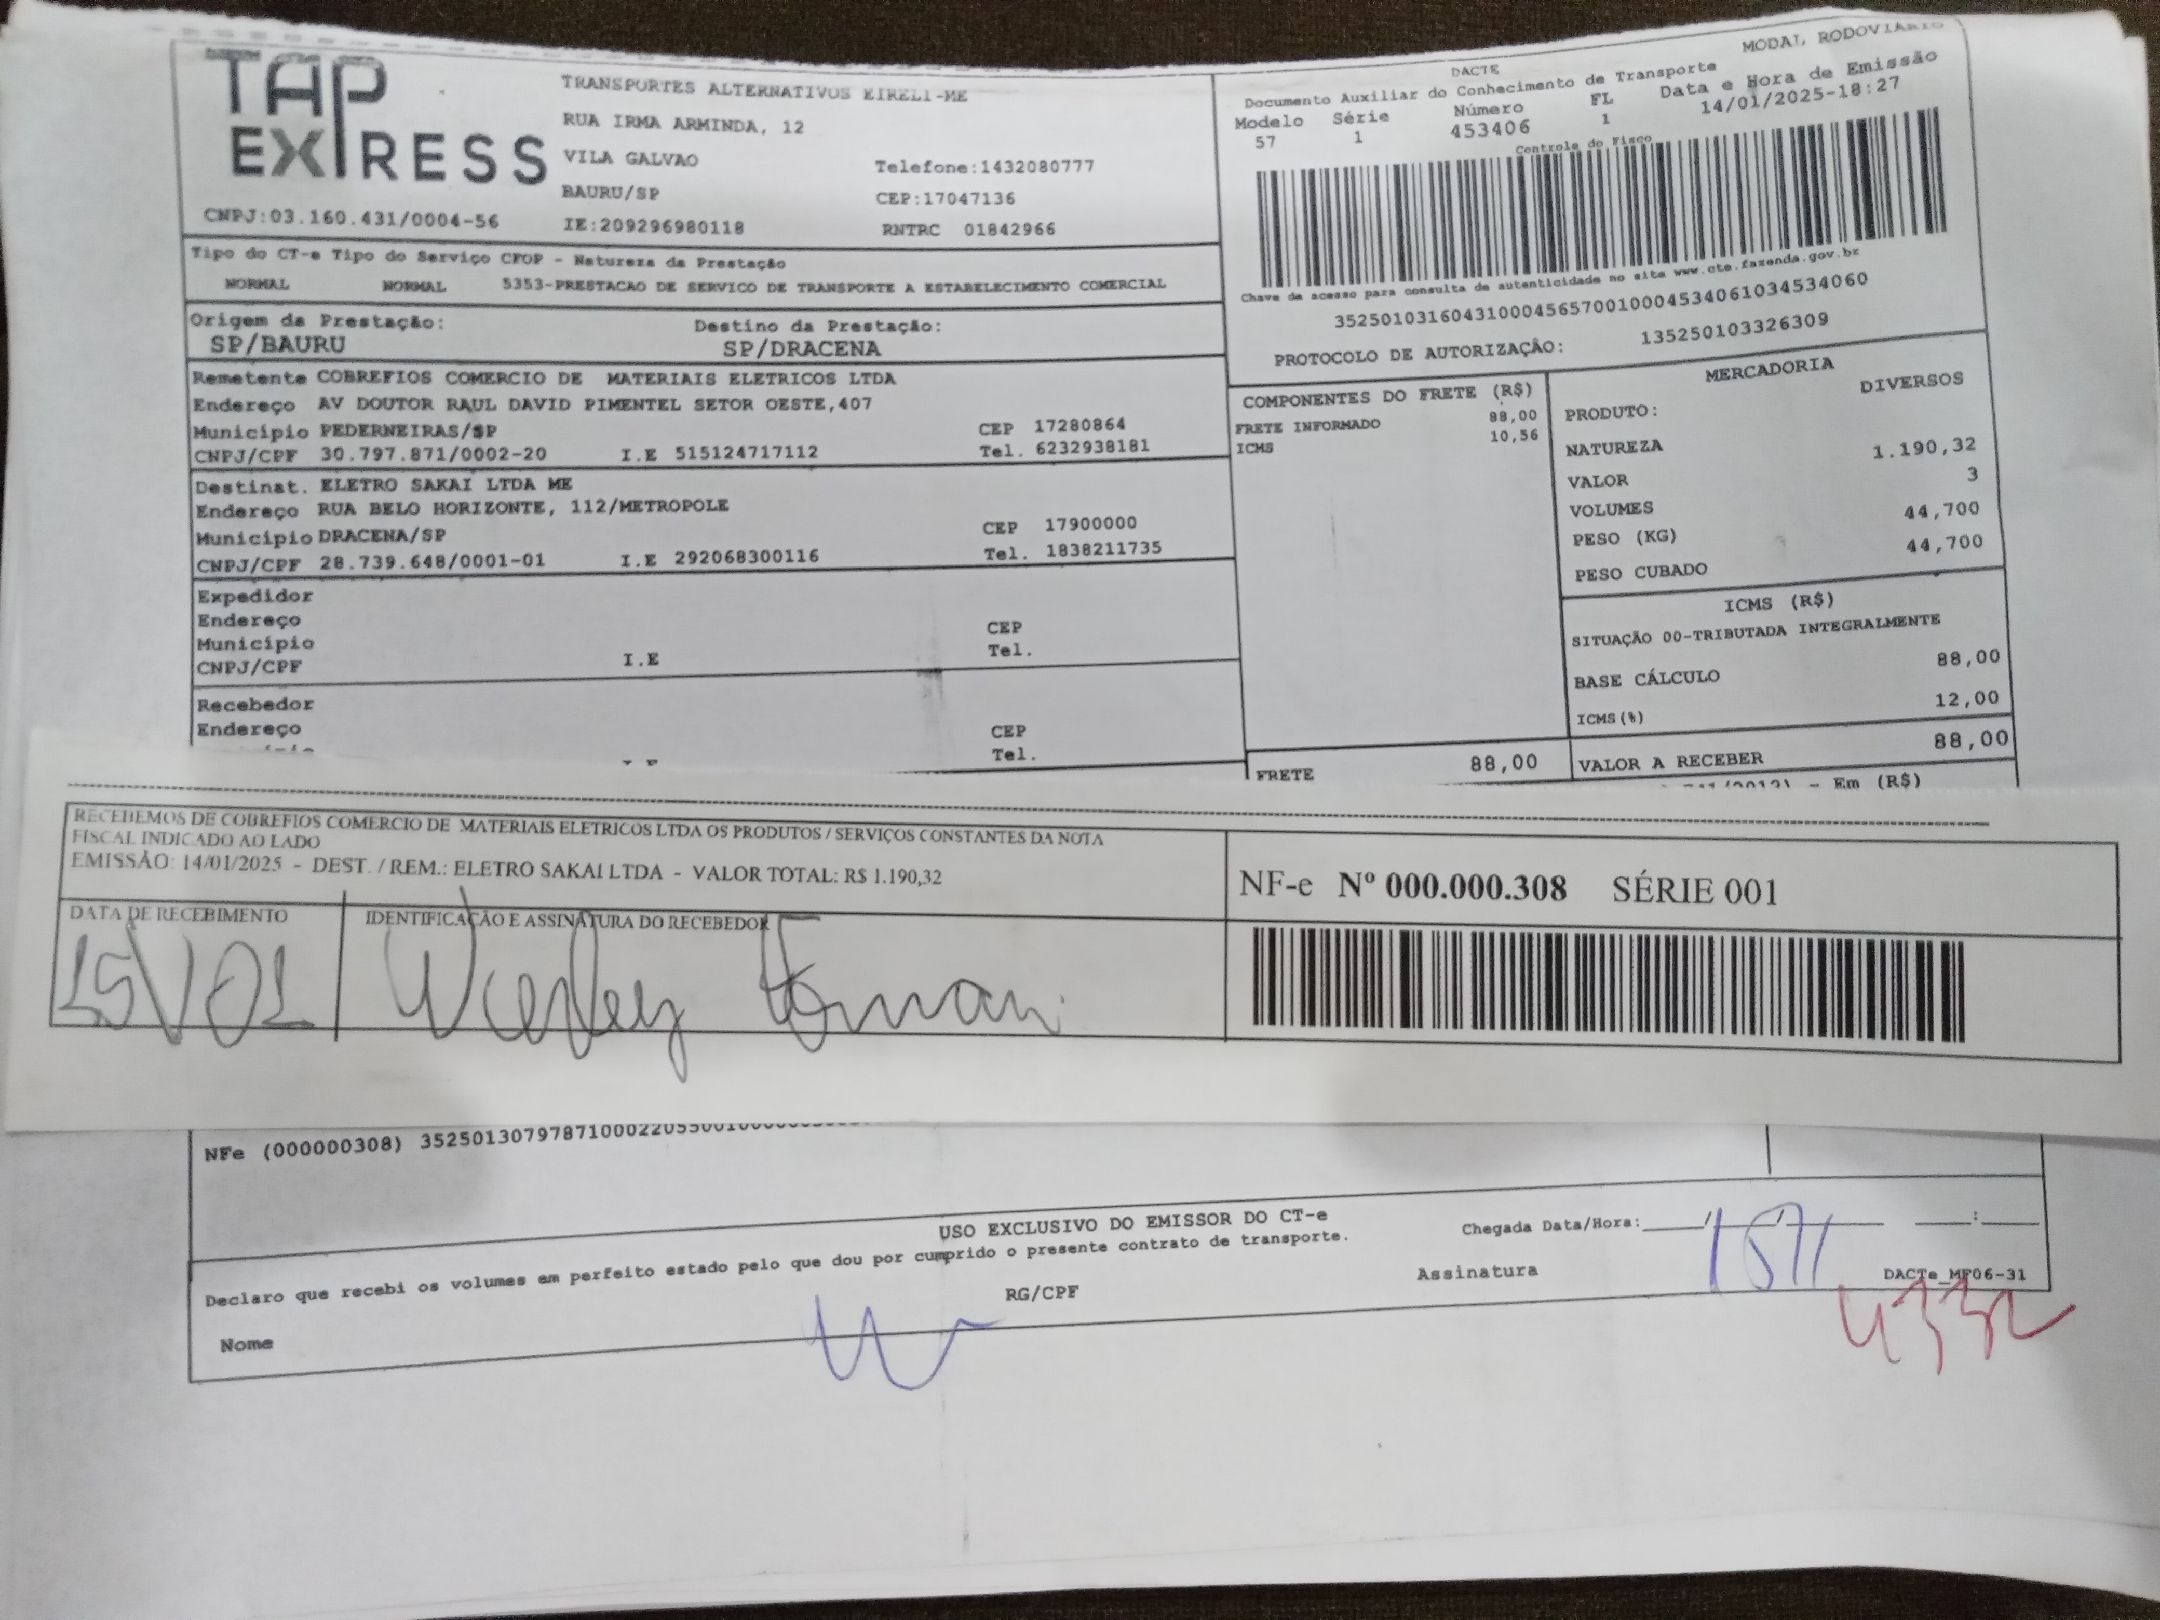 TAP EXPRESS
TRANSPORTES ALTERNATIVOS EIRELI-ME
RUA IRMA ARMINDA, 12
VILA GALVAO Telefone:1432080777
BAURU/SP CEP:17047136
CNPJ:03.160.431/0004-56 IE:209296980118 RNTRC 01842966
MODAL RODOVIÁRIO
DACTE
Documento Auxiliar do Conhecimento de Transporte
Modelo Série Número FL Data e Hora de Emissão
57 1 453406 1 14/01/2025-18:27
Controle do Fisco
Chave de acesso para consulta de autenticidade no site www.cte.fazenda.gov.br
35250103160431000456570010004534061034534060
PROTOCOLO DE AUTORIZAÇÃO: 135250103326309
Tipo do CT-e Tipo do Serviço CFOP - Natureza da Prestação
NORMAL NORMAL 5353-PRESTACAO DE SERVICO DE TRANSPORTE A ESTABELECIMENTO COMERCIAL
Origem da Prestação: Destino da Prestação:
SP/BAURU SP/DRACENA
Remetente COBREFIOS COMERCIO DE MATERIAIS ELETRICOS LTDA
Endereço AV DOUTOR RAUL DAVID PIMENTEL SETOR OESTE,407
Município PEDERNEIRAS/SP CEP 17280864
CNPJ/CPF 30.797.871/0002-20 I.E 515124717112 Tel. 6232938181
Destinat. ELETRO SAKAI LTDA ME
Endereço RUA BELO HORIZONTE, 112/METROPOLE
Município DRACENA/SP CEP 17900000
CNPJ/CPF 28.739.648/0001-01 I.E 292068300116 Tel. 1838211735
Expedidor
Endereço CEP
Município Tel.
CNPJ/CPF I.E
Recebedor
Endereço CEP
Tel.
COMPONENTES DO FRETE (R$)
FRETE INFORMADO 88,00
ICMS 10,56
FRETE 88,00
MERCADORIA
PRODUTO: DIVERSOS
NATUREZA
VALOR 1.190,32
VOLUMES 3
PESO (KG) 44,700
PESO CUBADO 44,700
ICMS (R$)
SITUAÇÃO 00-TRIBUTADA INTEGRALMENTE
BASE CÁLCULO 88,00
ICMS(%) 12,00
VALOR A RECEBER 88,00
- Em (R$)
RECEBEMOS DE COBREFIOS COMERCIO DE MATERIAIS ELETRICOS LTDA OS PRODUTOS / SERVIÇOS CONSTANTES DA NOTA
FISCAL INDICADO AO LADO
EMISSÃO: 14/01/2025 - DEST. / REM.: ELETRO SAKAI LTDA - VALOR TOTAL: R$ 1.190,32
NF-e Nº 000.000.308 SÉRIE 001
DATA DE RECEBIMENTO IDENTIFICAÇÃO E ASSINATURA DO RECEBEDOR
15/01 Wesley
NFe (000000308)
USO EXCLUSIVO DO EMISSOR DO CT-e
Declaro que recebi os volumes em perfeito estado pelo que dou por cumprido o presente contrato de transporte.
Chegada Data/Hora:____/____/____ ____:____
15/1
Nome RG/CPF Assinatura
DACTe_MF06-31